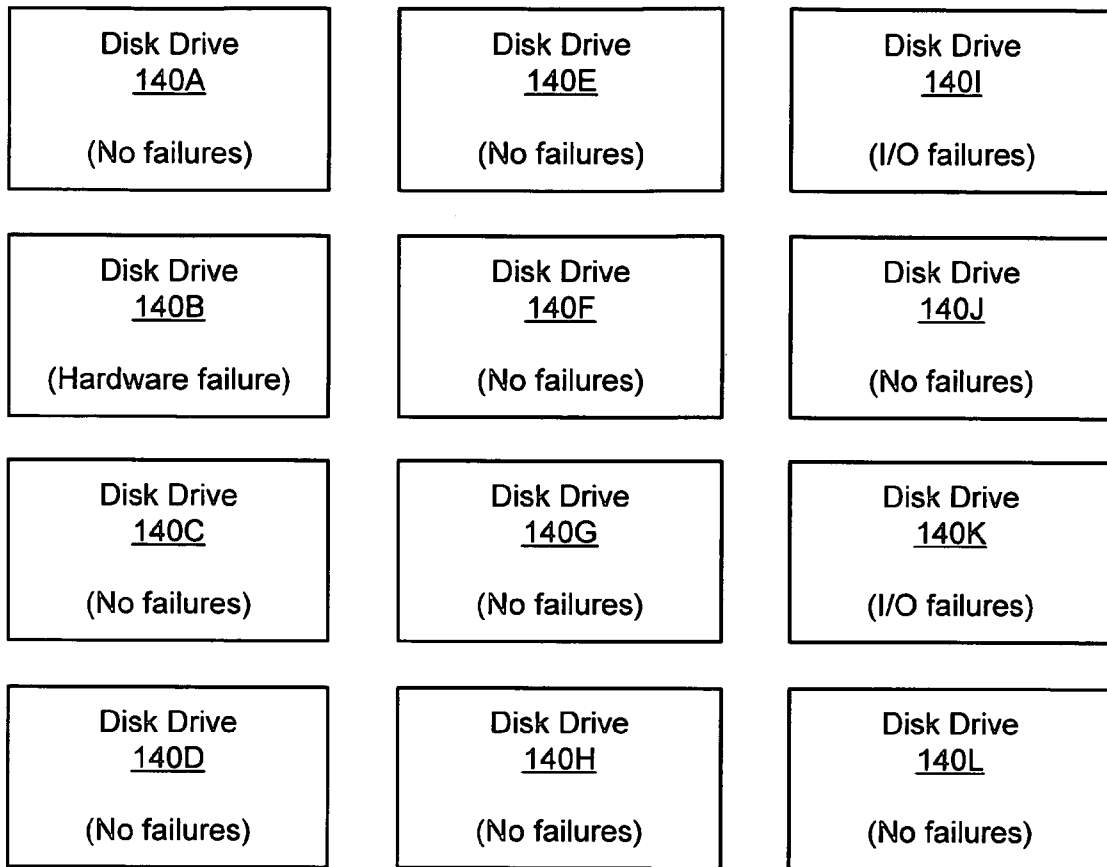 Disk Drive
140A
(No failures)
Disk Drive
140E
(No failures)
Disk Drive
140I
(I/O failures)
Disk Drive
140B
(Hardware failure)
Disk Drive
140F
(No failures)
Disk Drive
140J
(No failures)
Disk Drive
140C
(No failures)
Disk Drive
140G
(No failures)
Disk Drive
140K
(I/O failures)
Disk Drive
140D
(No failures)
Disk Drive
140H
(No failures)
Disk Drive
140L
(No failures)